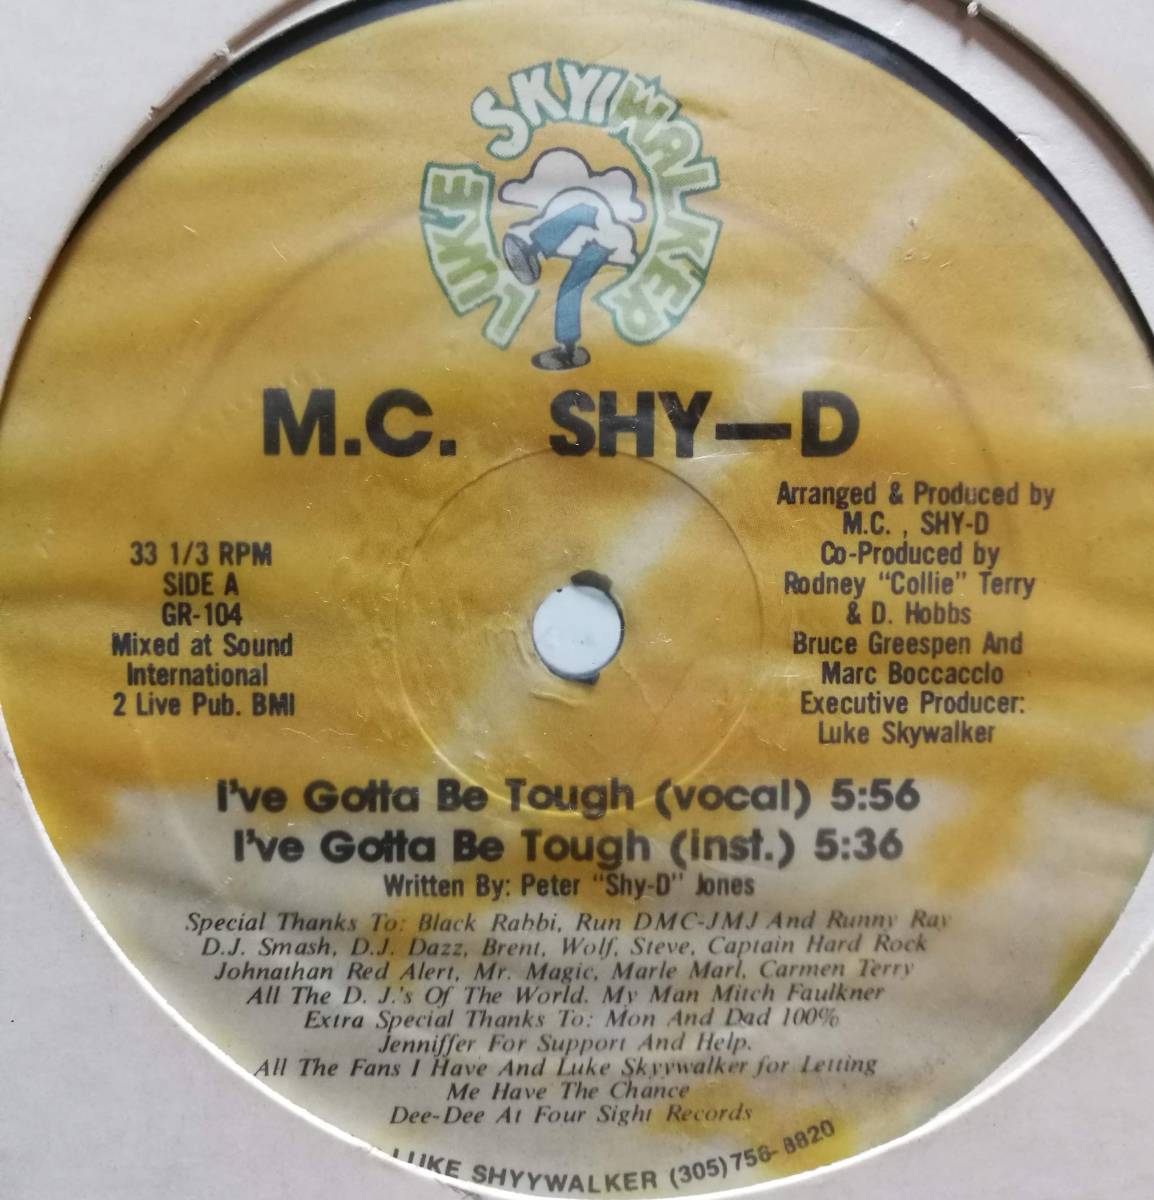 LUKE SKYYWALKER
M.C. SHY-D
Arranged & Produced by
M.C. , SHY-D
Co-Produced by
Rodney "Collie" Terry
& D. Hobbs
Bruce Greespen And
Marc Boccaccio
Executive Producer:
Luke Skywalker
33 1/3 RPM
SIDE A
GR-104
Mixed at Sound
International
2 Live Pub. BMI
I've Gotta Be Tough (vocal) 5:56
I've Gotta Be Tough (inst.) 5:36
Written By: Peter "Shy-D" Jones
Special Thanks To: Black Rabbi, Run DMC-JMJ And Runny Ray
D.J. Smash, D.J. Dazz, Brent, Wolf, Steve, Captain Hard Rock
Johnathan Red Alert, Mr. Magic, Marle Marl, Carmen Terry
All The D. J.'s Of The World. My Man Mitch Faulkner
Extra Special Thanks To: Mon And Dad 100%
Jenniffer For Support And Help.
All The Fans I Have And Luke Skyywalker for Letting
Me Have The Chance
Dee-Dee At Four Sight Records
LUKE SHYYWALKER (305) 756-8820